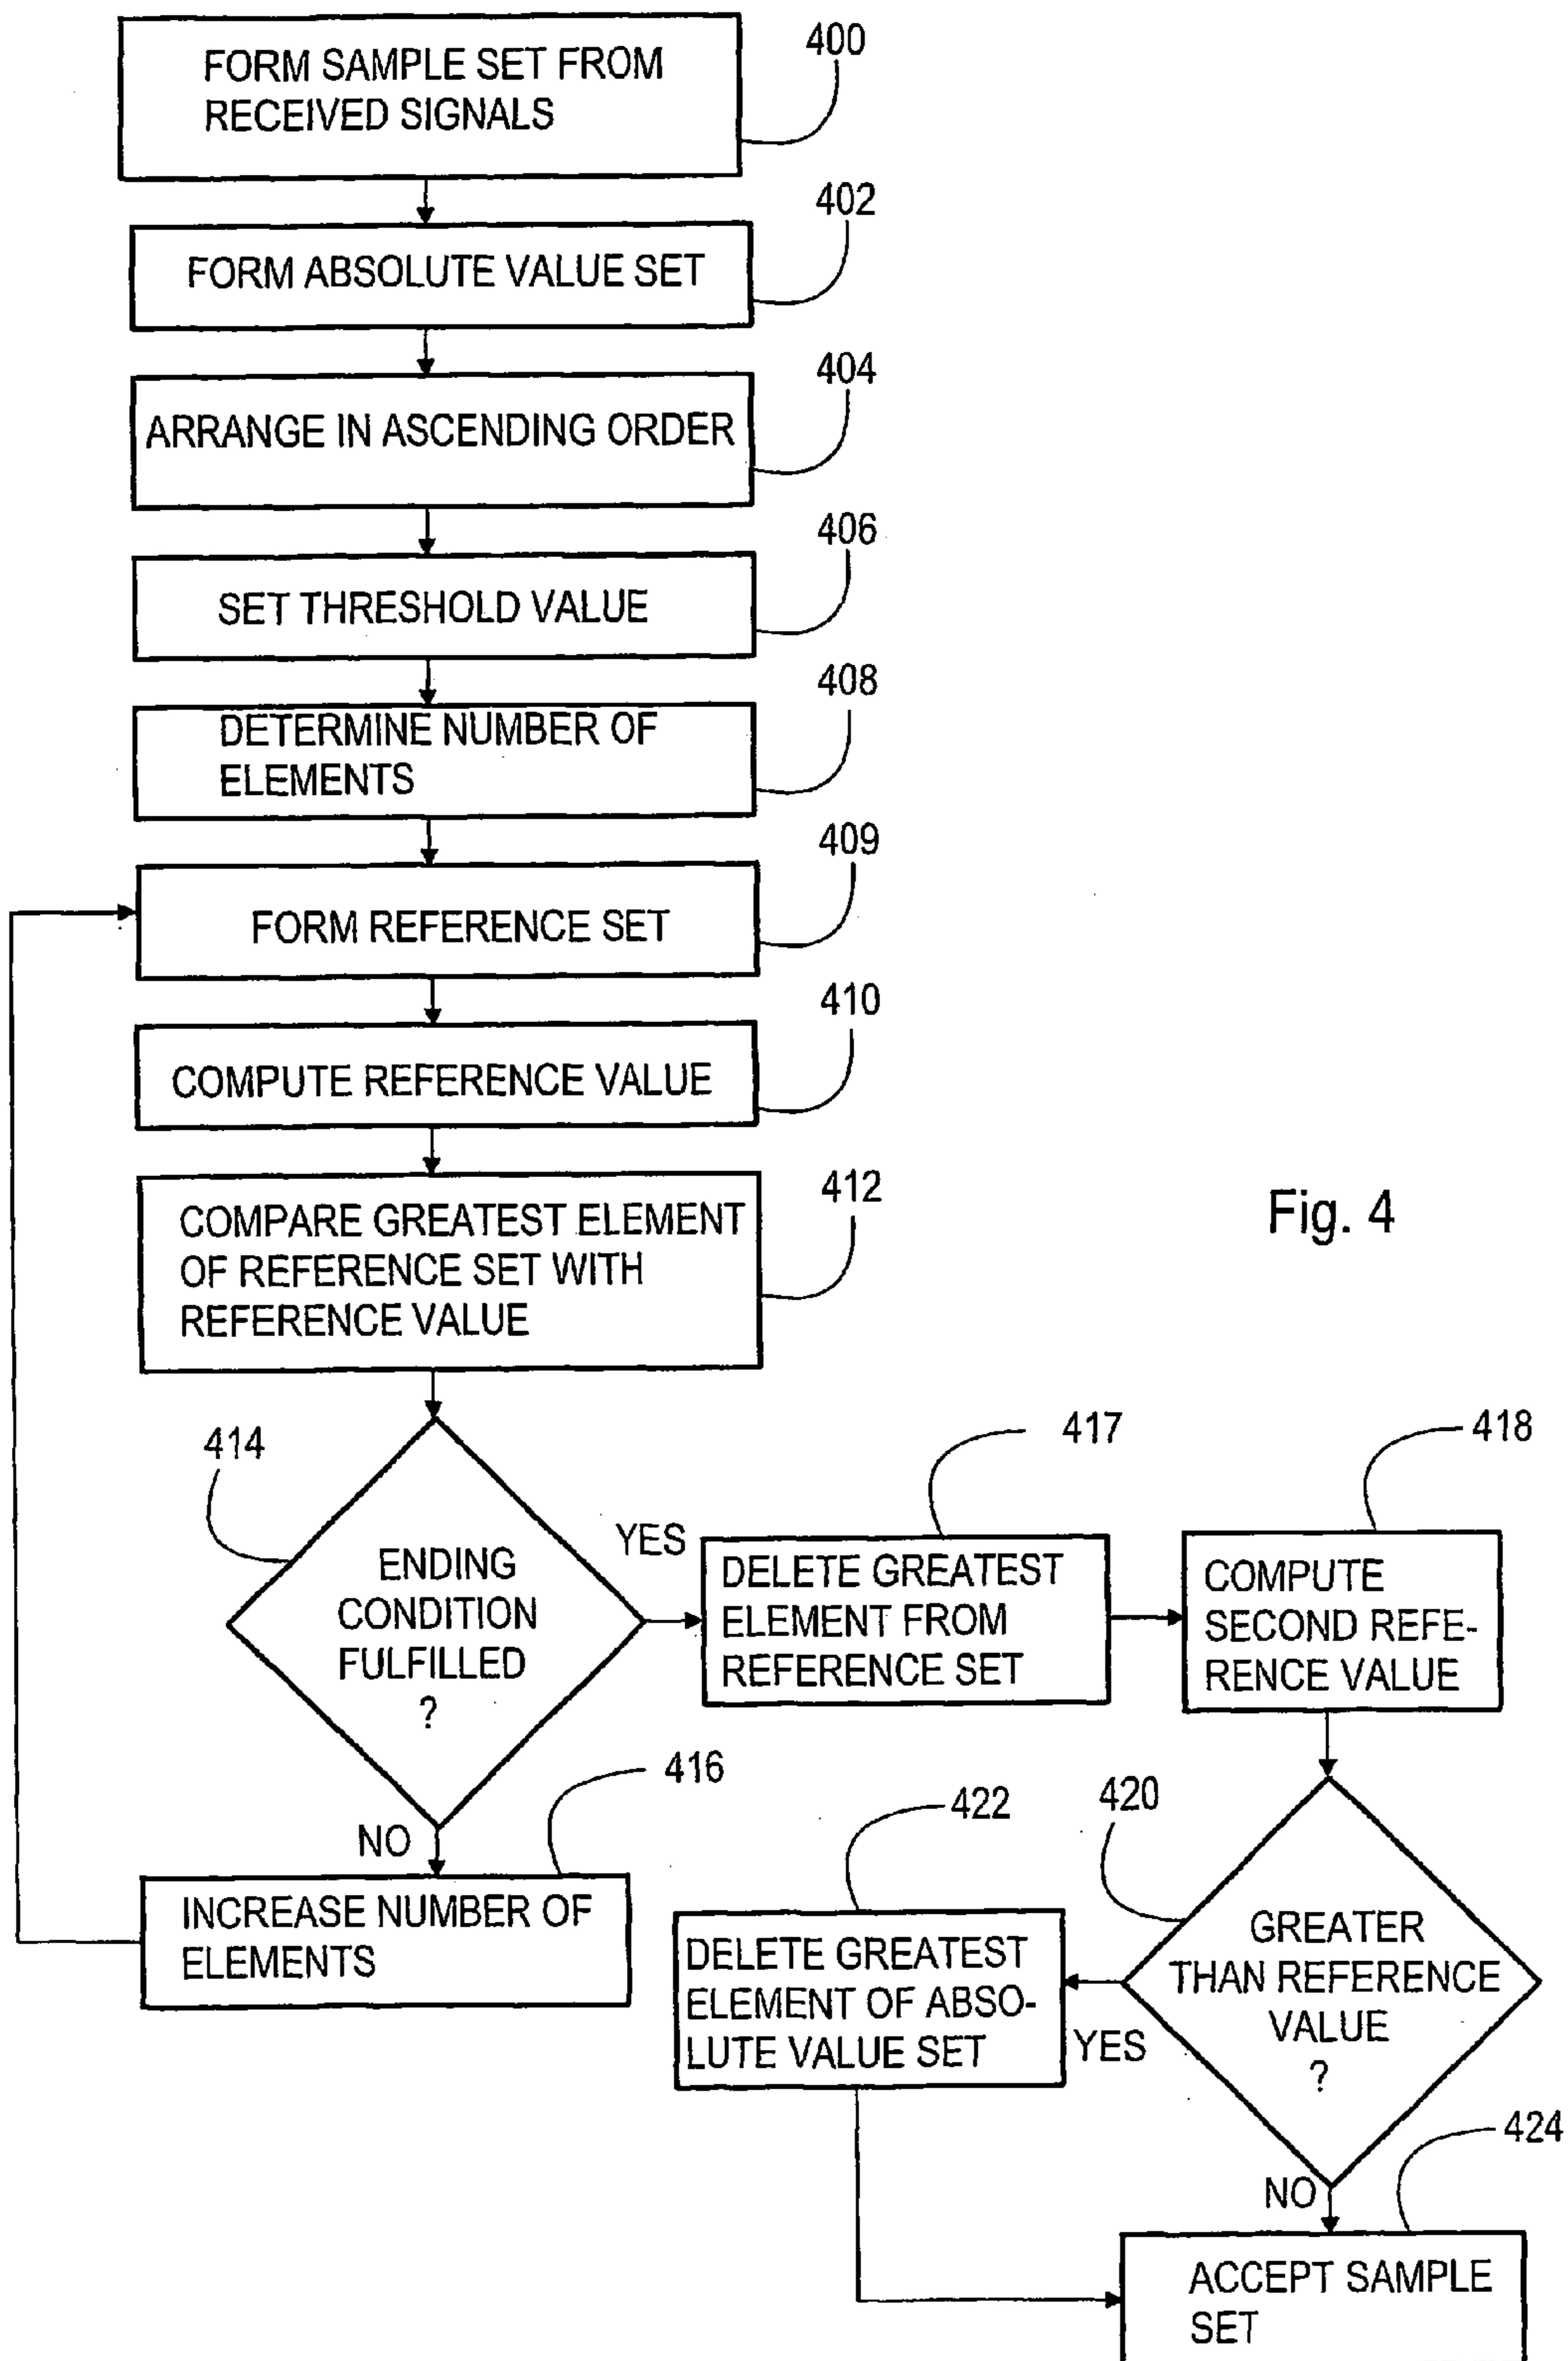 400
FORM SAMPLE SET FROM
RECEIVED SIGNALS
402
FORM ABSOLUTE VALUE SET
404
ARRANGE IN ASCENDING ORDER
406
SET THRESHOLD VALUE
408
DETERMINE NUMBER OF
ELEMENTS
409
FORM REFERENCE SET
410
COMPUTE REFERENCE VALUE
412
COMPARE GREATEST ELEMENT
OF REFERENCE SET WITH
REFERENCE VALUE
Fig. 4
414
ENDING
CONDITION
FULFILLED
?
YES
NO
416
INCREASE NUMBER OF
ELEMENTS
417
DELETE GREATEST
ELEMENT FROM
REFERENCE SET
418
COMPUTE
SECOND REFE-
RENCE VALUE
420
GREATER
THAN REFERENCE
VALUE
?
YES
NO
422
DELETE GREATEST
ELEMENT OF ABSO-
LUTE VALUE SET
424
ACCEPT SAMPLE
SET